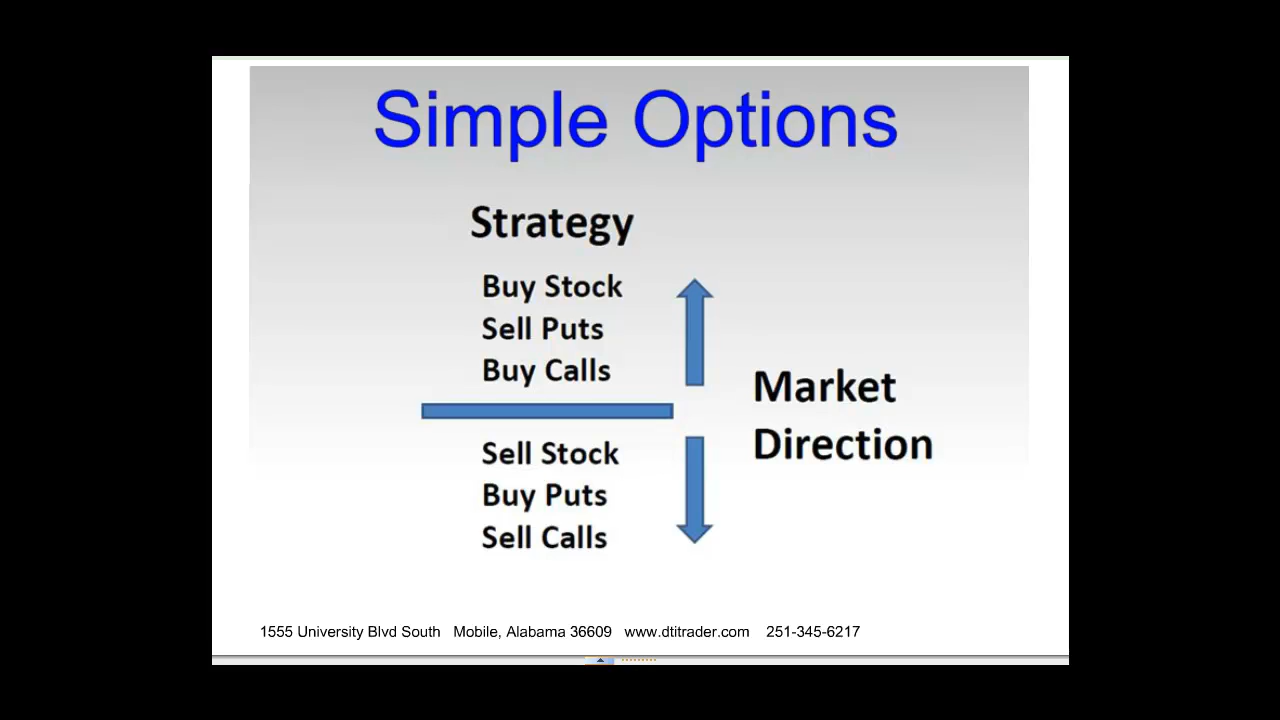 Simple Options
Strategy
Buy Stock
Sell Puts
Buy Calls
Market
Direction
Sell Stock
Buy Puts
Sell Calls
1555 University Blvd South Mobile, Alabama 36609 www.dtitrader.com 251-345-6217